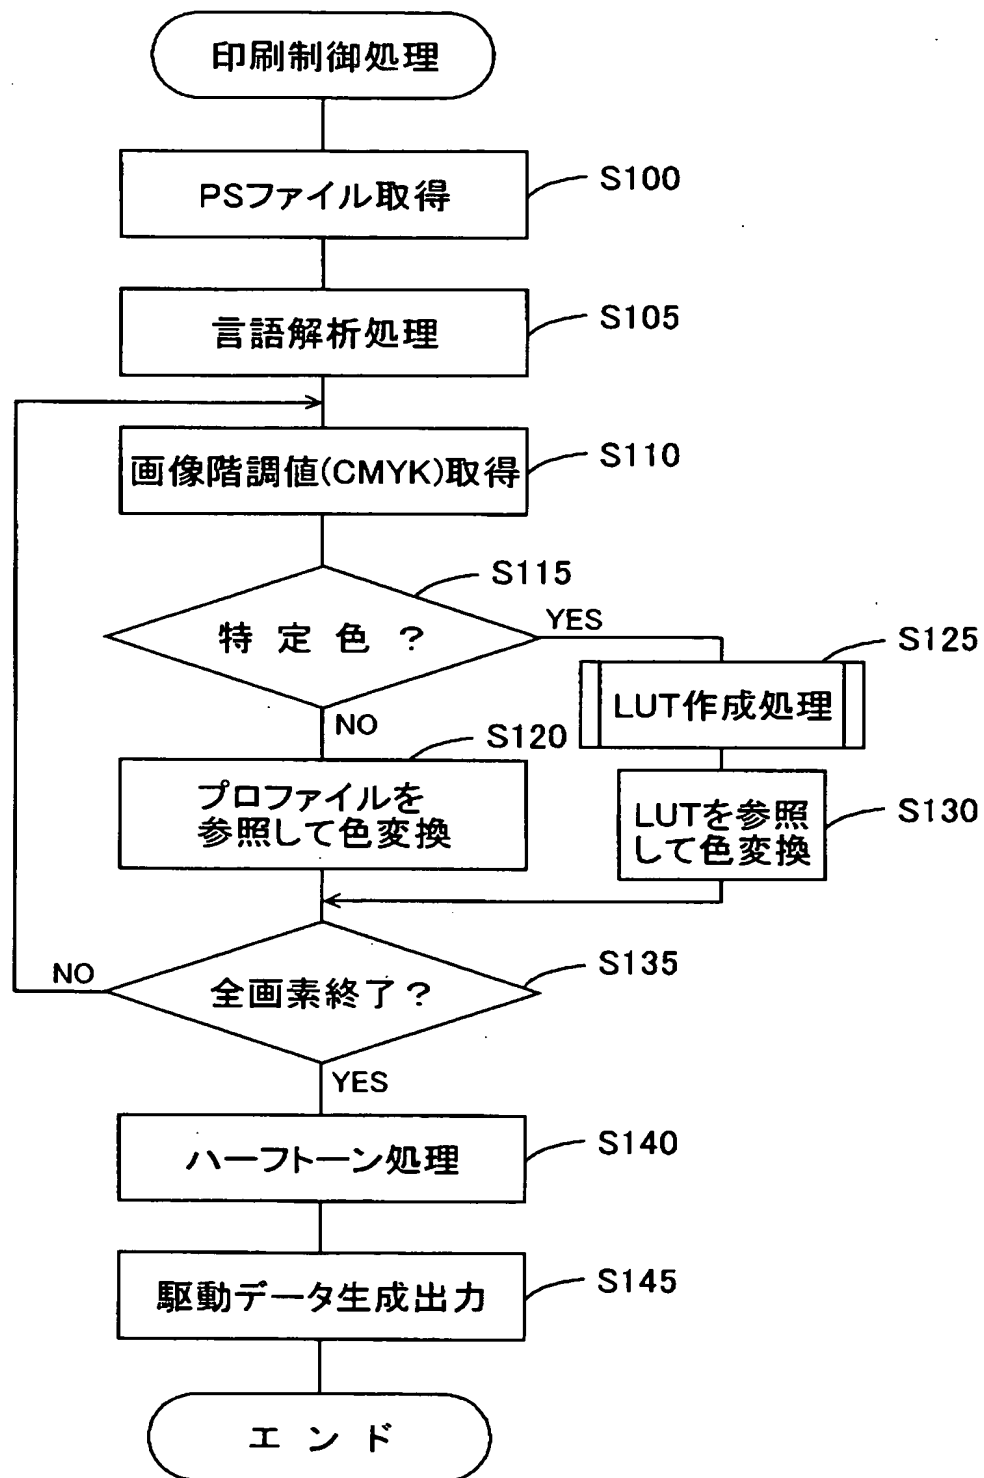 印刷制御処理
PSファイル取得
S100
言語解析処理
S105
画像階調値(CMYK)取得
S110
特定色?
S115
YES
NO
LUT作成処理
S125
プロファイルを
参照して色変換
S120
LUTを参照
して色変換
S130
全画素終了?
S135
NO
YES
ハーフトーン処理
S140
駆動データ生成出力
S145
エンド